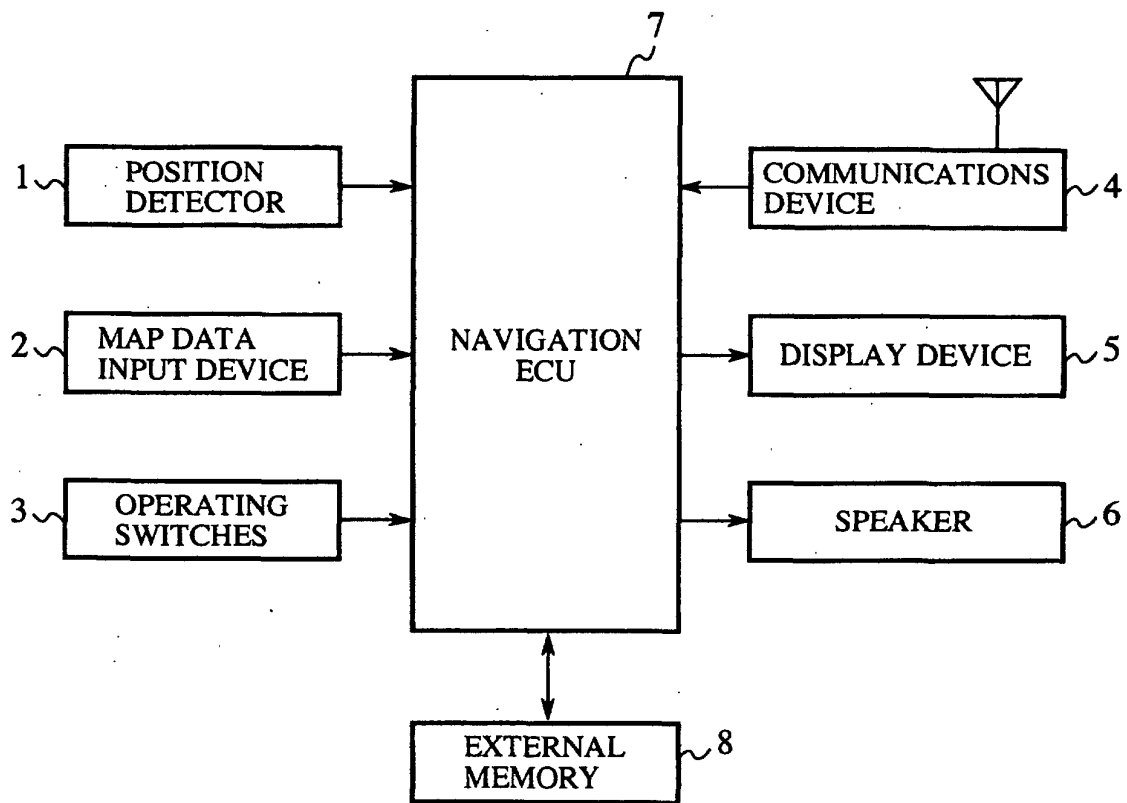 7
1
POSITION
DETECTOR
COMMUNICATIONS
DEVICE
4
2
MAP DATA
INPUT DEVICE
NAVIGATION
ECU
DISPLAY DEVICE
5
3
OPERATING
SWITCHES
SPEAKER
6
EXTERNAL
MEMORY
8